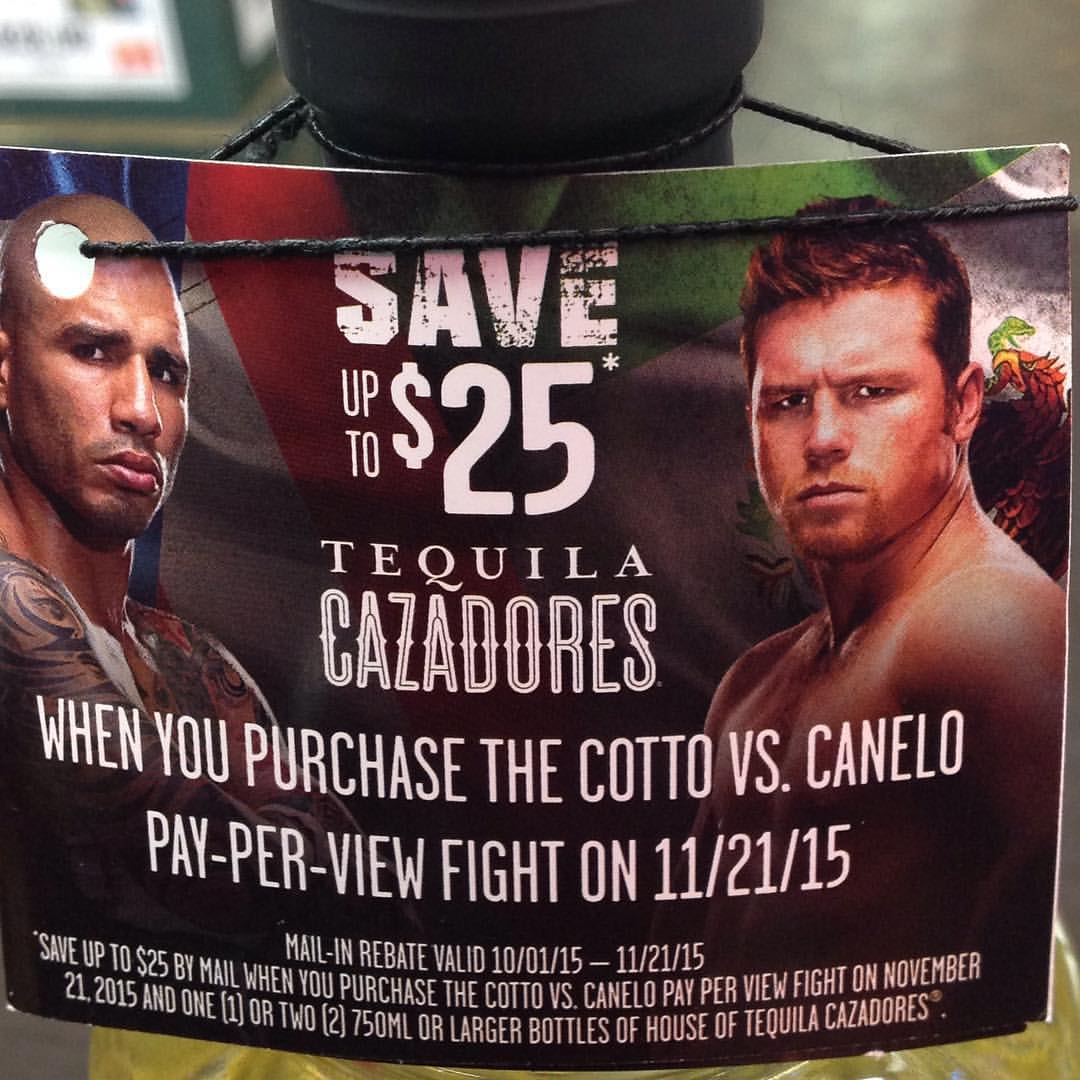 SAVE
UP TO $25*
TEQUILA
CAZADORES
WHEN YOU PURCHASE THE COTTO VS. CANELO
PAY-PER-VIEW FIGHT ON 11/21/15
MAIL-IN REBATE VALID 10/01/15 – 11/21/15
*SAVE UP TO $25 BY MAIL WHEN YOU PURCHASE THE COTTO VS. CANELO PAY PER VIEW FIGHT ON NOVEMBER
21, 2015 AND ONE (1) OR TWO (2) 750ML OR LARGER BOTTLES OF HOUSE OF TEQUILA CAZADORES®.